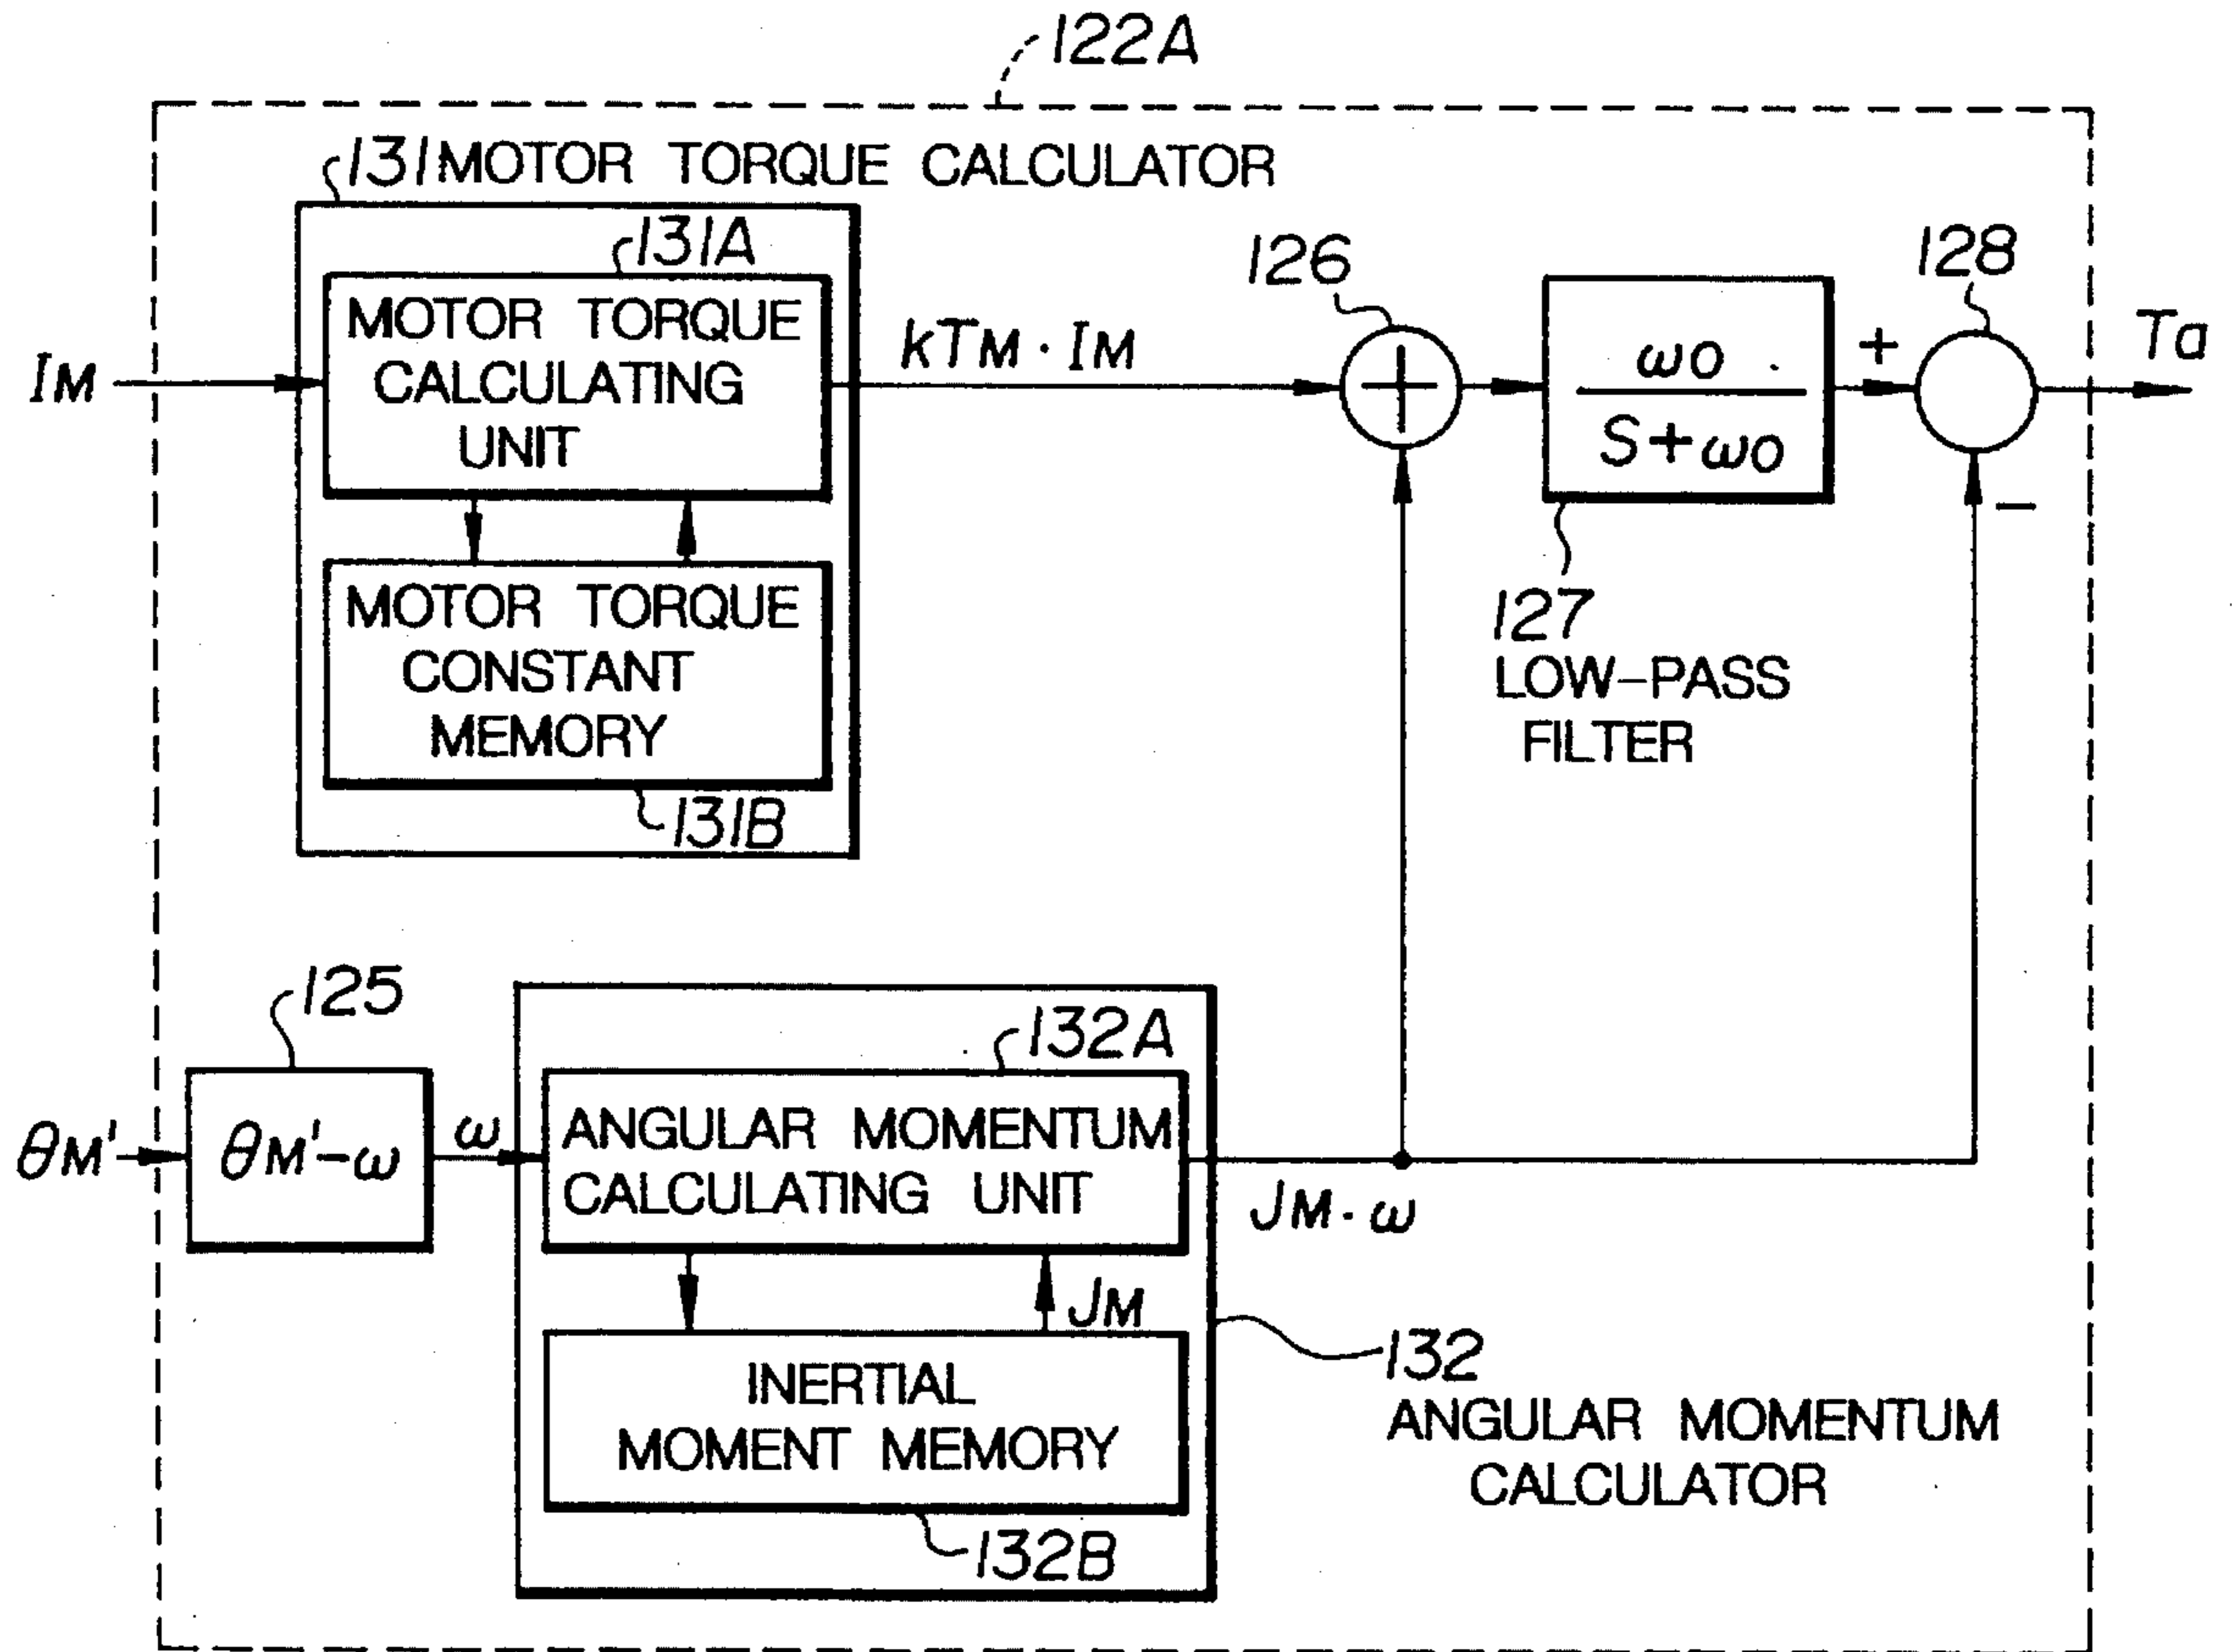 122A
131 MOTOR TORQUE CALCULATOR
131A
MOTOR TORQUE
CALCULATING
UNIT
IM
kTM · IM
126
ωo
S+ωo
+
128
Ta
−
MOTOR TORQUE
CONSTANT
MEMORY
131B
127
LOW-PASS
FILTER
125
θM'
θM'-ω
ω
132A
ANGULAR MOMENTUM
CALCULATING UNIT
JM · ω
JM
INERTIAL
MOMENT MEMORY
132B
132
ANGULAR MOMENTUM
CALCULATOR